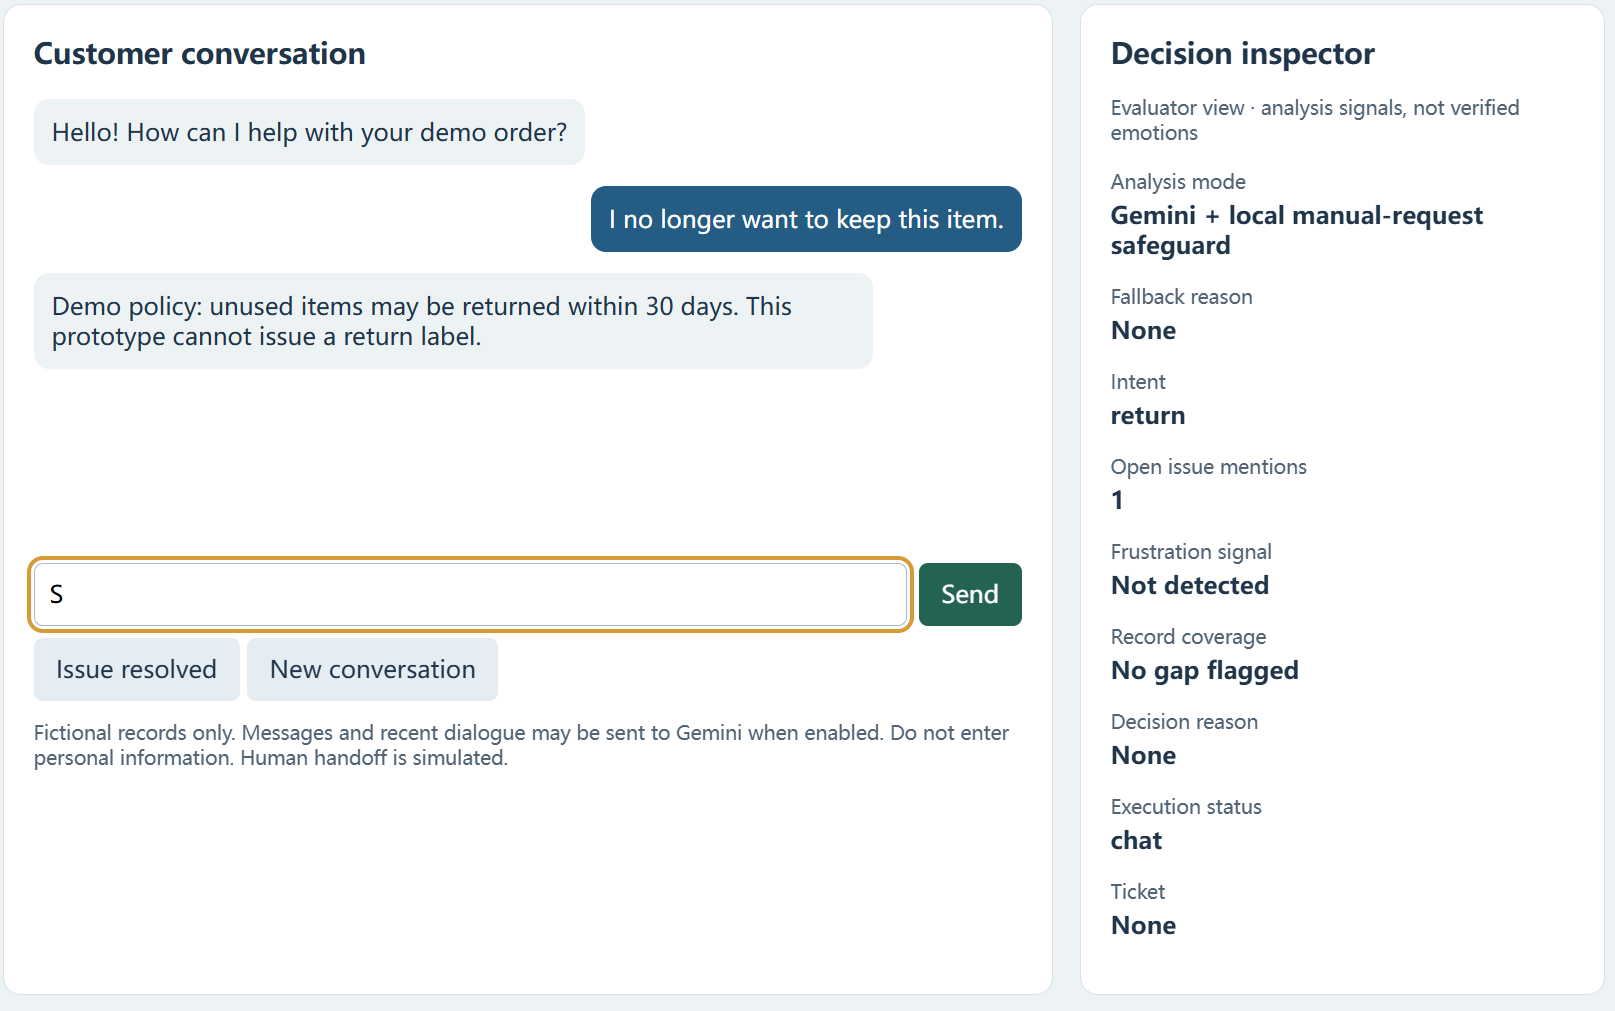 Customer conversation
Hello! How can I help with your demo order?
I no longer want to keep this item.
Demo policy: unused items may be returned within 30 days. This
prototype cannot issue a return label.
S
Send
Issue resolved
New conversation
Fictional records only. Messages and recent dialogue may be sent to Gemini when enabled. Do not enter
personal information. Human handoff is simulated.
Decision inspector
Evaluator view · analysis signals, not verified
emotions
Analysis mode
Gemini + local manual-request
safeguard
Fallback reason
None
Intent
return
Open issue mentions
1
Frustration signal
Not detected
Record coverage
No gap flagged
Decision reason
None
Execution status
chat
Ticket
None